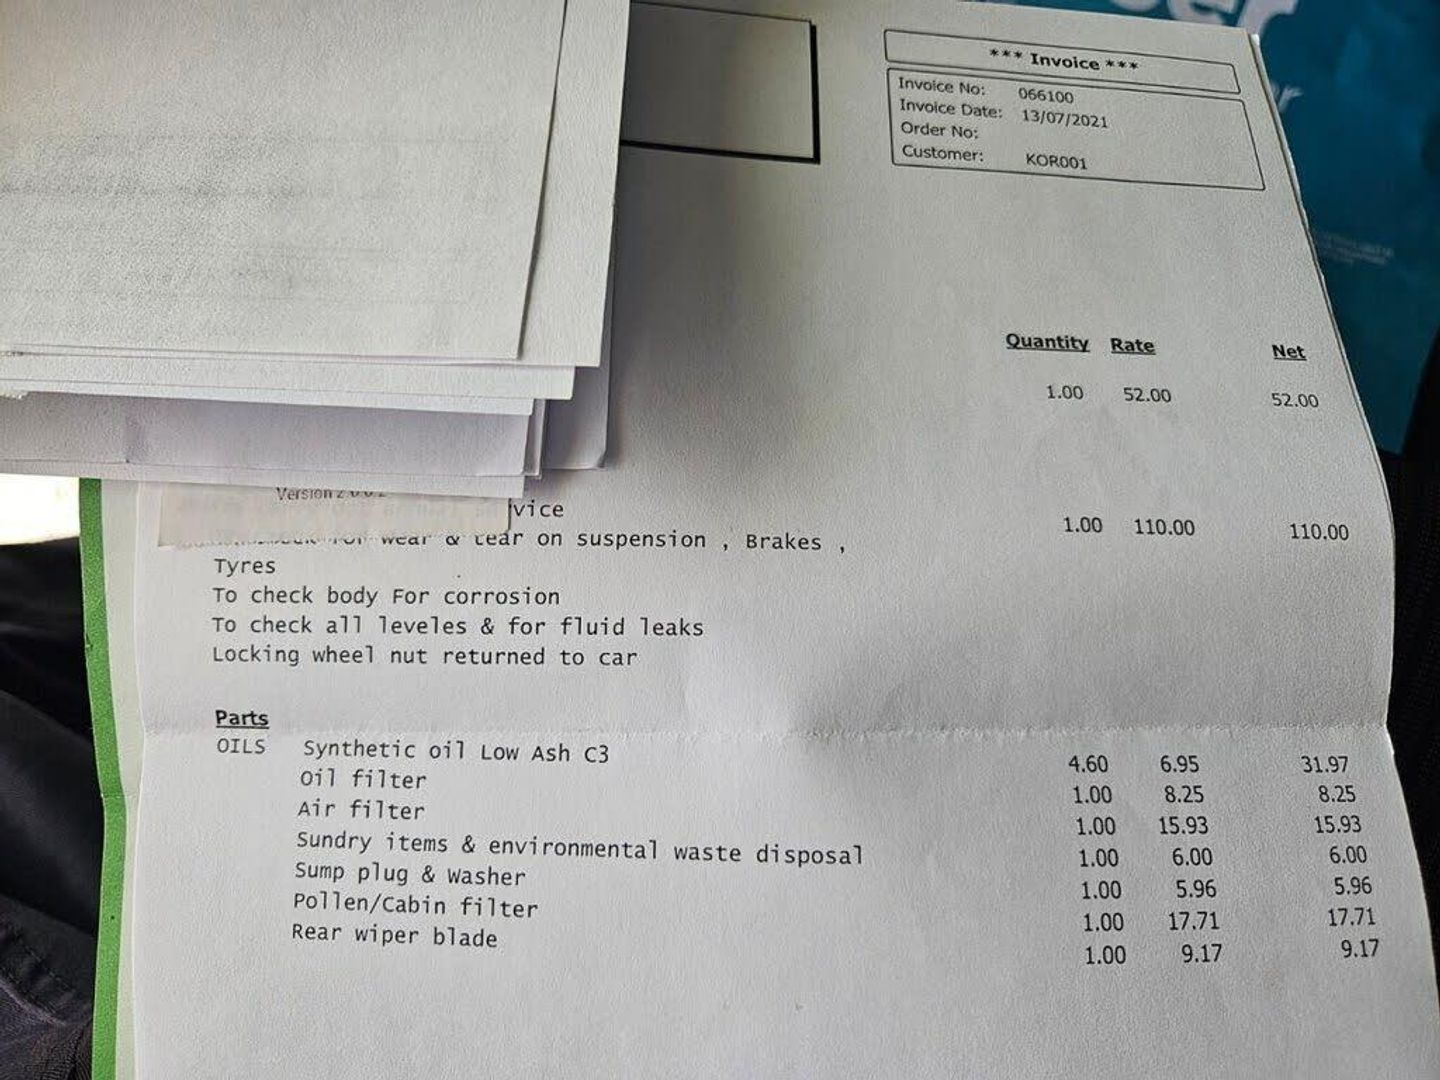 *** Invoice ***
Invoice No: 066100
Invoice Date: 13/07/2021
Order No:
Customer: KOR001
Quantity Rate Net
1.00 52.00 52.00
Version 2.0.0.2
vice 1.00 110.00 110.00
for wear & tear on suspension , Brakes ,
Tyres
To check body For corrosion
To check all leveles & for fluid leaks
Locking wheel nut returned to car
Parts
OILS Synthetic oil Low Ash C3 4.60 6.95 31.97
Oil filter 1.00 8.25 8.25
Air filter 1.00 15.93 15.93
Sundry items & environmental waste disposal 1.00 6.00 6.00
Sump plug & Washer 1.00 5.96 5.96
Pollen/Cabin filter 1.00 17.71 17.71
Rear wiper blade 1.00 9.17 9.17